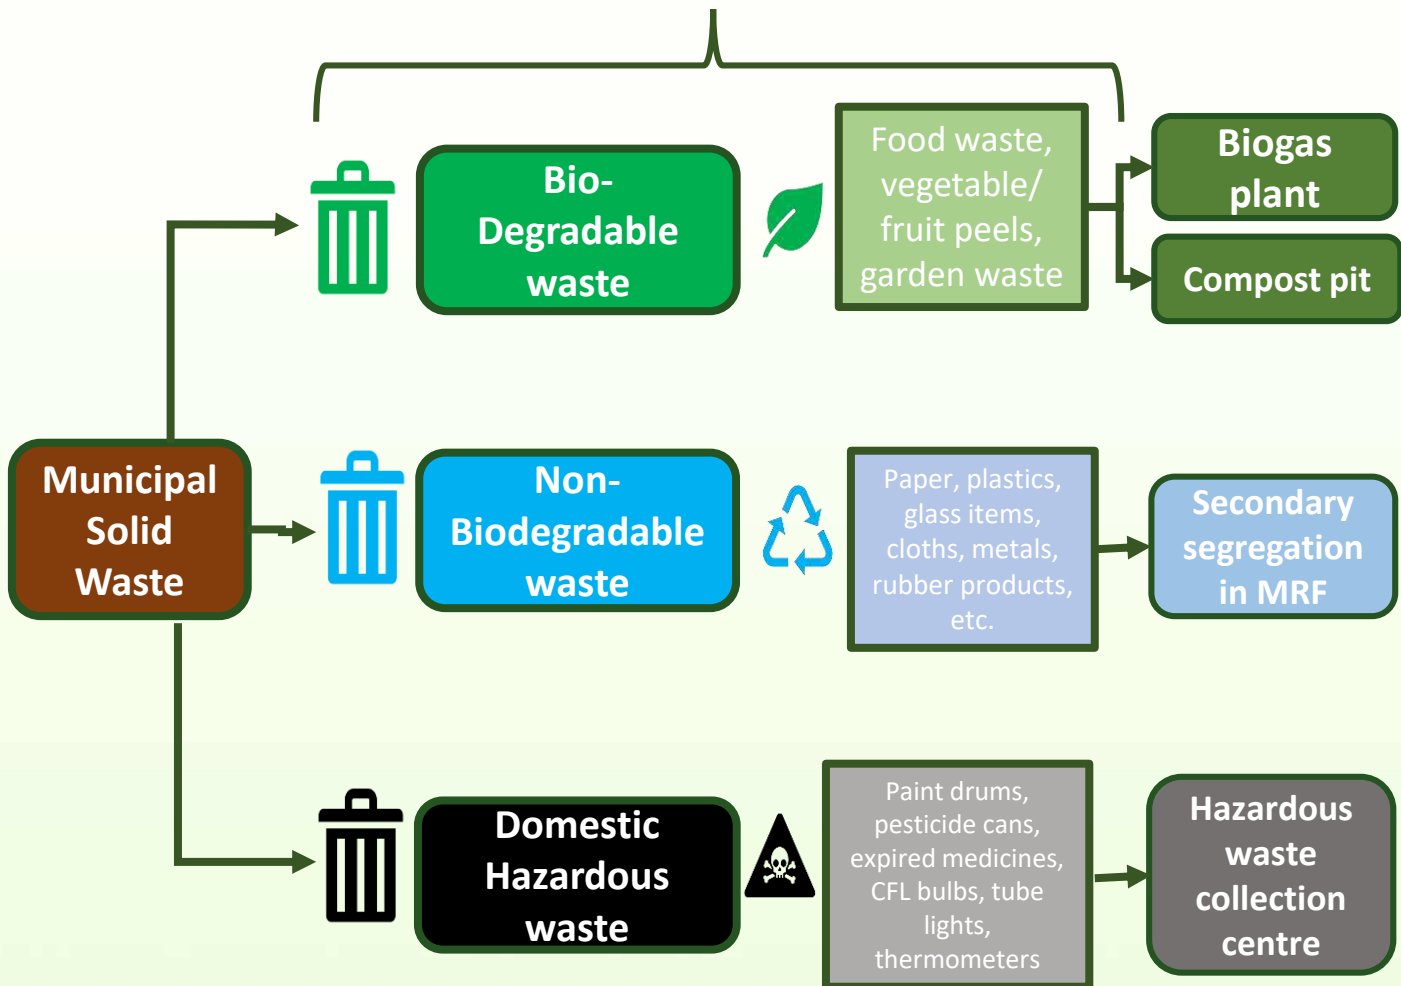 Bio-
Degradable
waste
Food waste,
vegetable/
fruit peels,
garden waste
Biogas
plant
Compost pit
Municipal
Solid
Waste
Non-
Biodegradable
waste
Paper, plastics,
glass items,
cloths, metals,
rubber products,
etc.
Secondary
segregation
in MRF
Domestic
Hazardous
waste
Paint drums,
pesticide cans,
expired medicines,
CFL bulbs, tube
lights,
thermometers
Hazardous
waste
collection
centre